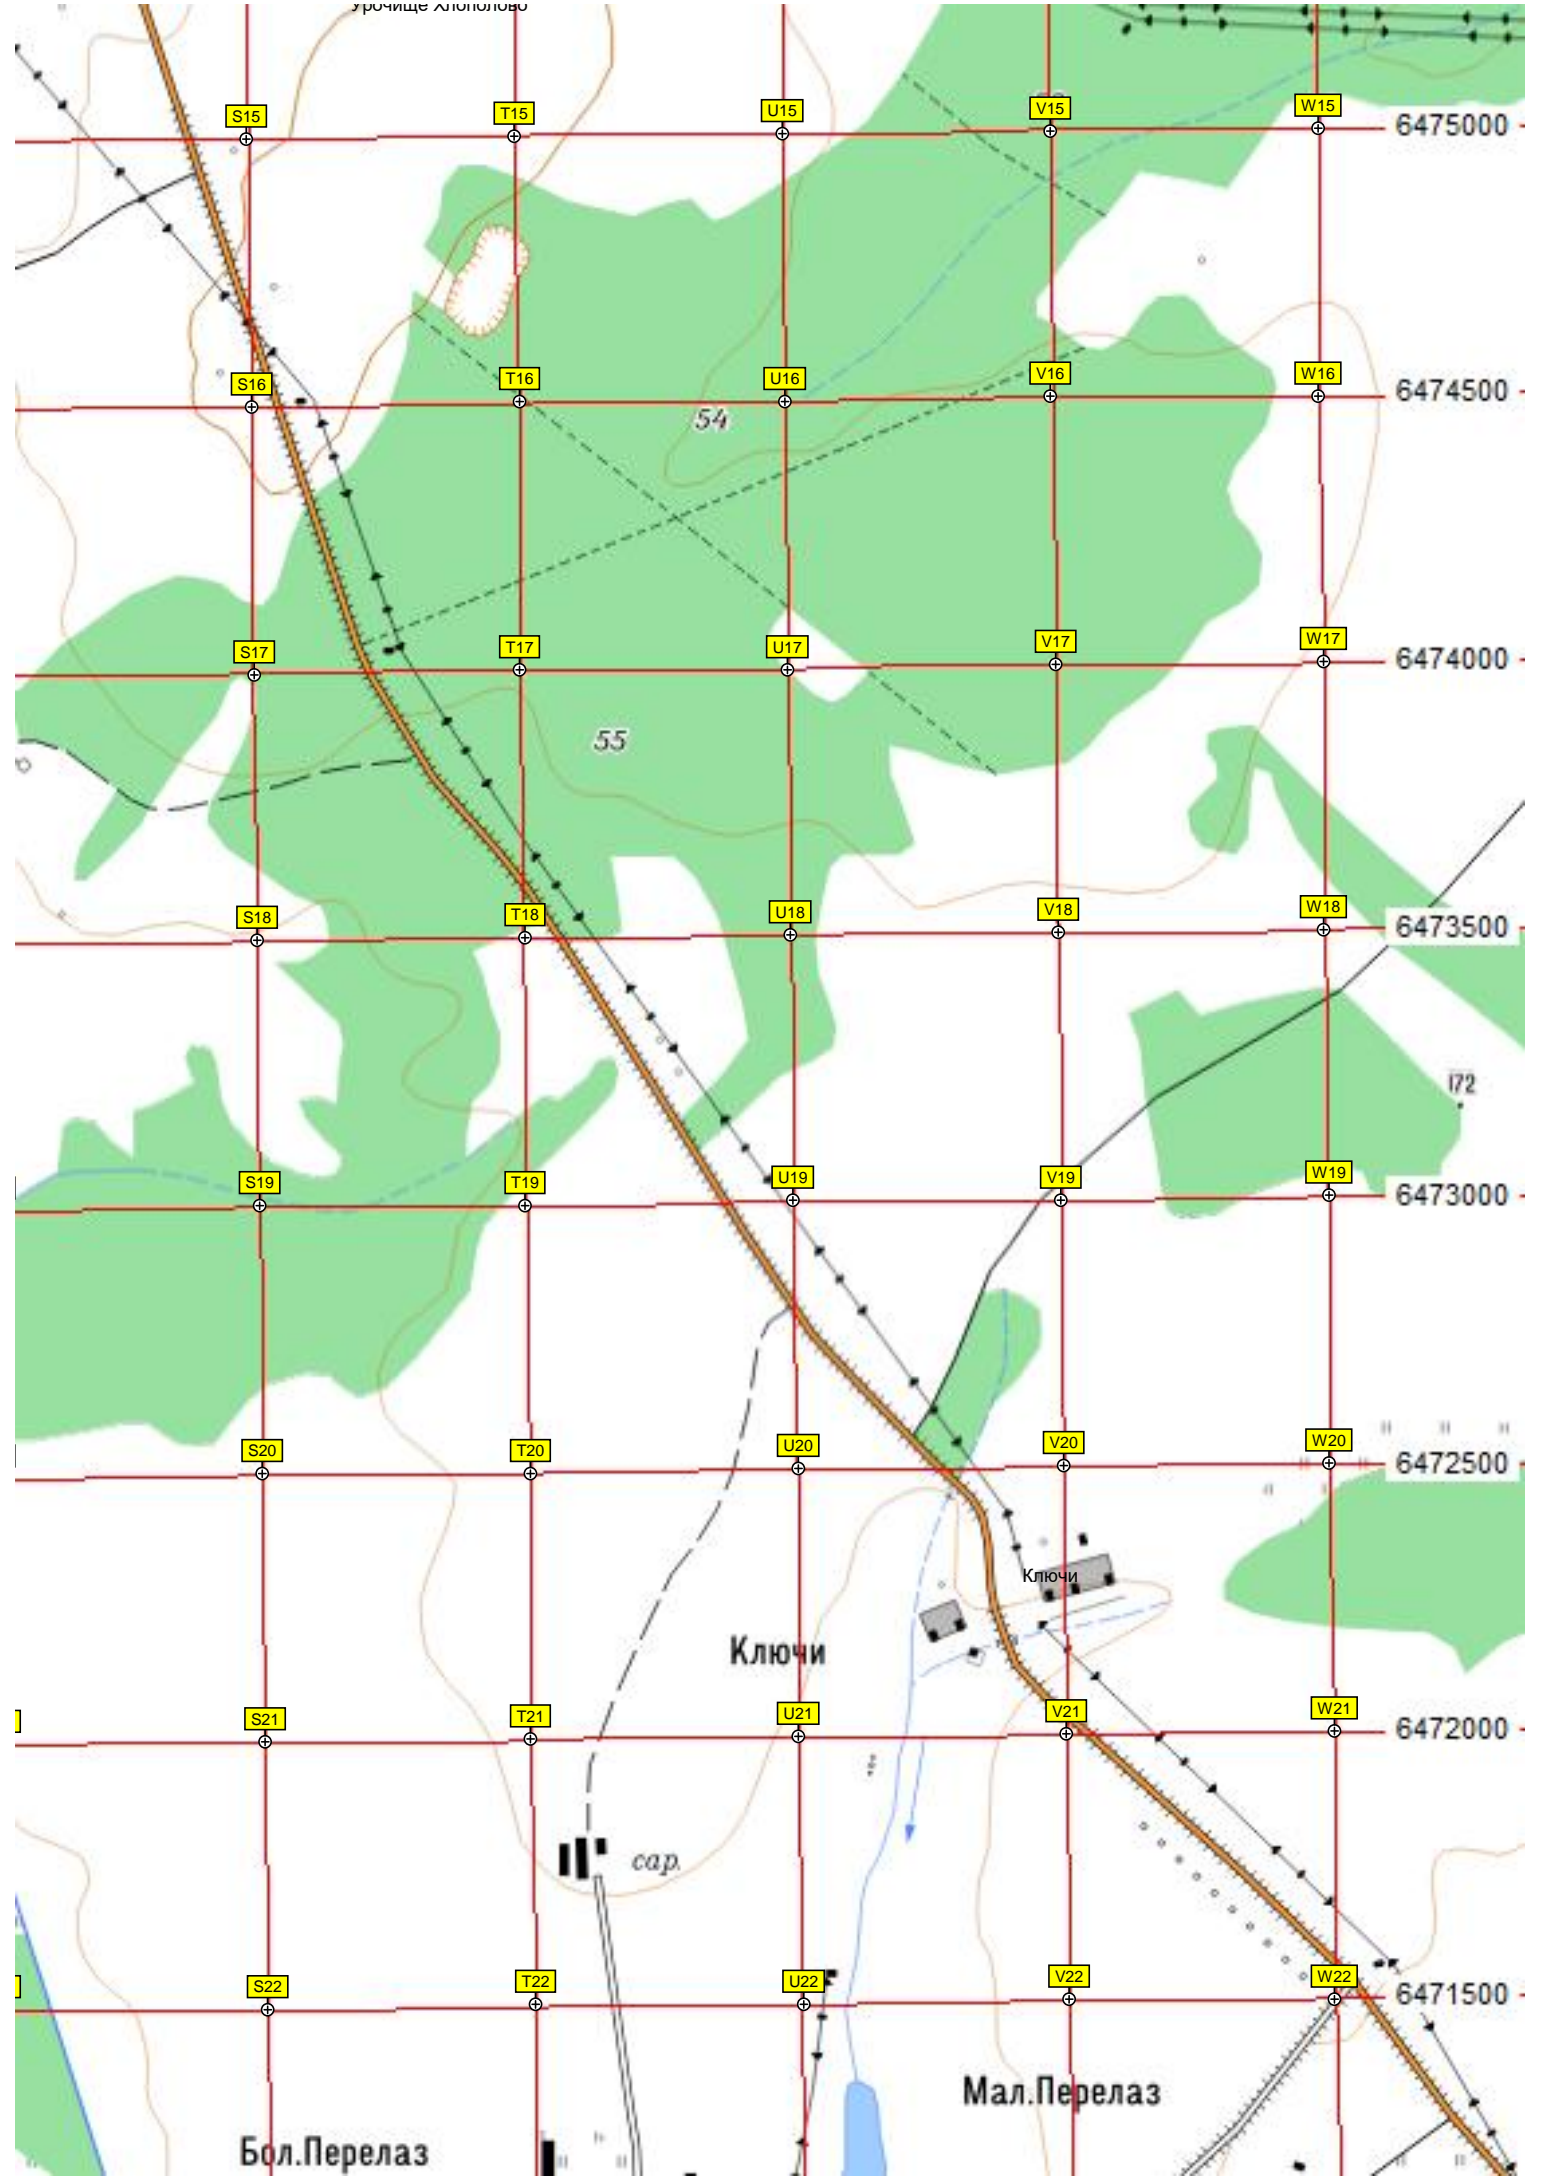 Урочище Хлополово
S15 T15 U15 V15 W15 6475000
S16 T16 U16 V16 W16 6474500
54
S17 T17 U17 V17 W17 6474000
55
S18 T18 U18 V18 W18 6473500
172
S19 T19 U19 V19 W19 6473000
S20 T20 U20 V20 W20 6472500
Ключи
Ключи
S21 T21 U21 V21 W21 6472000
сар.
S22 T22 U22 V22 W22 6471500
Мал.Перелаз
Бол.Перелаз